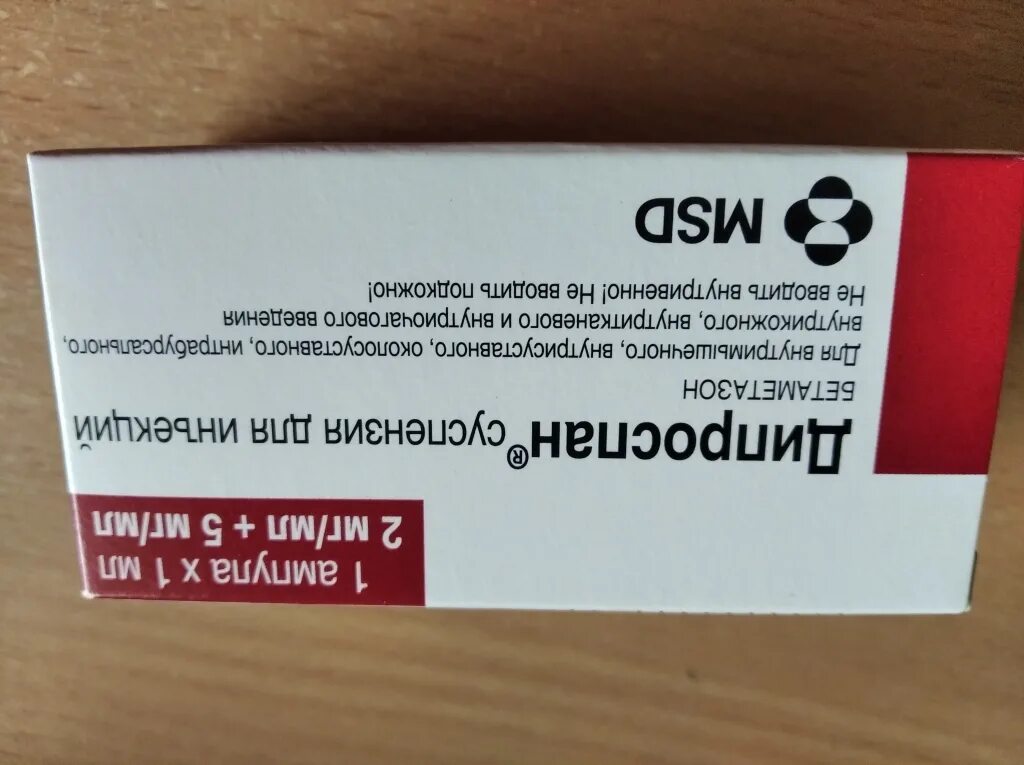 1 ампула х 1 мл
2 мг/мл + 5 мг/мл
Дипроспан® суспензия для инъекций
БЕТАМЕТАЗОН
Для внутримышечного, внутрисуставного, околосуставного, интрабурсального,
внутрикожного, внутритканевого и внутриочагового введения
Не вводить внутривенно! Не вводить подкожно!
MSD